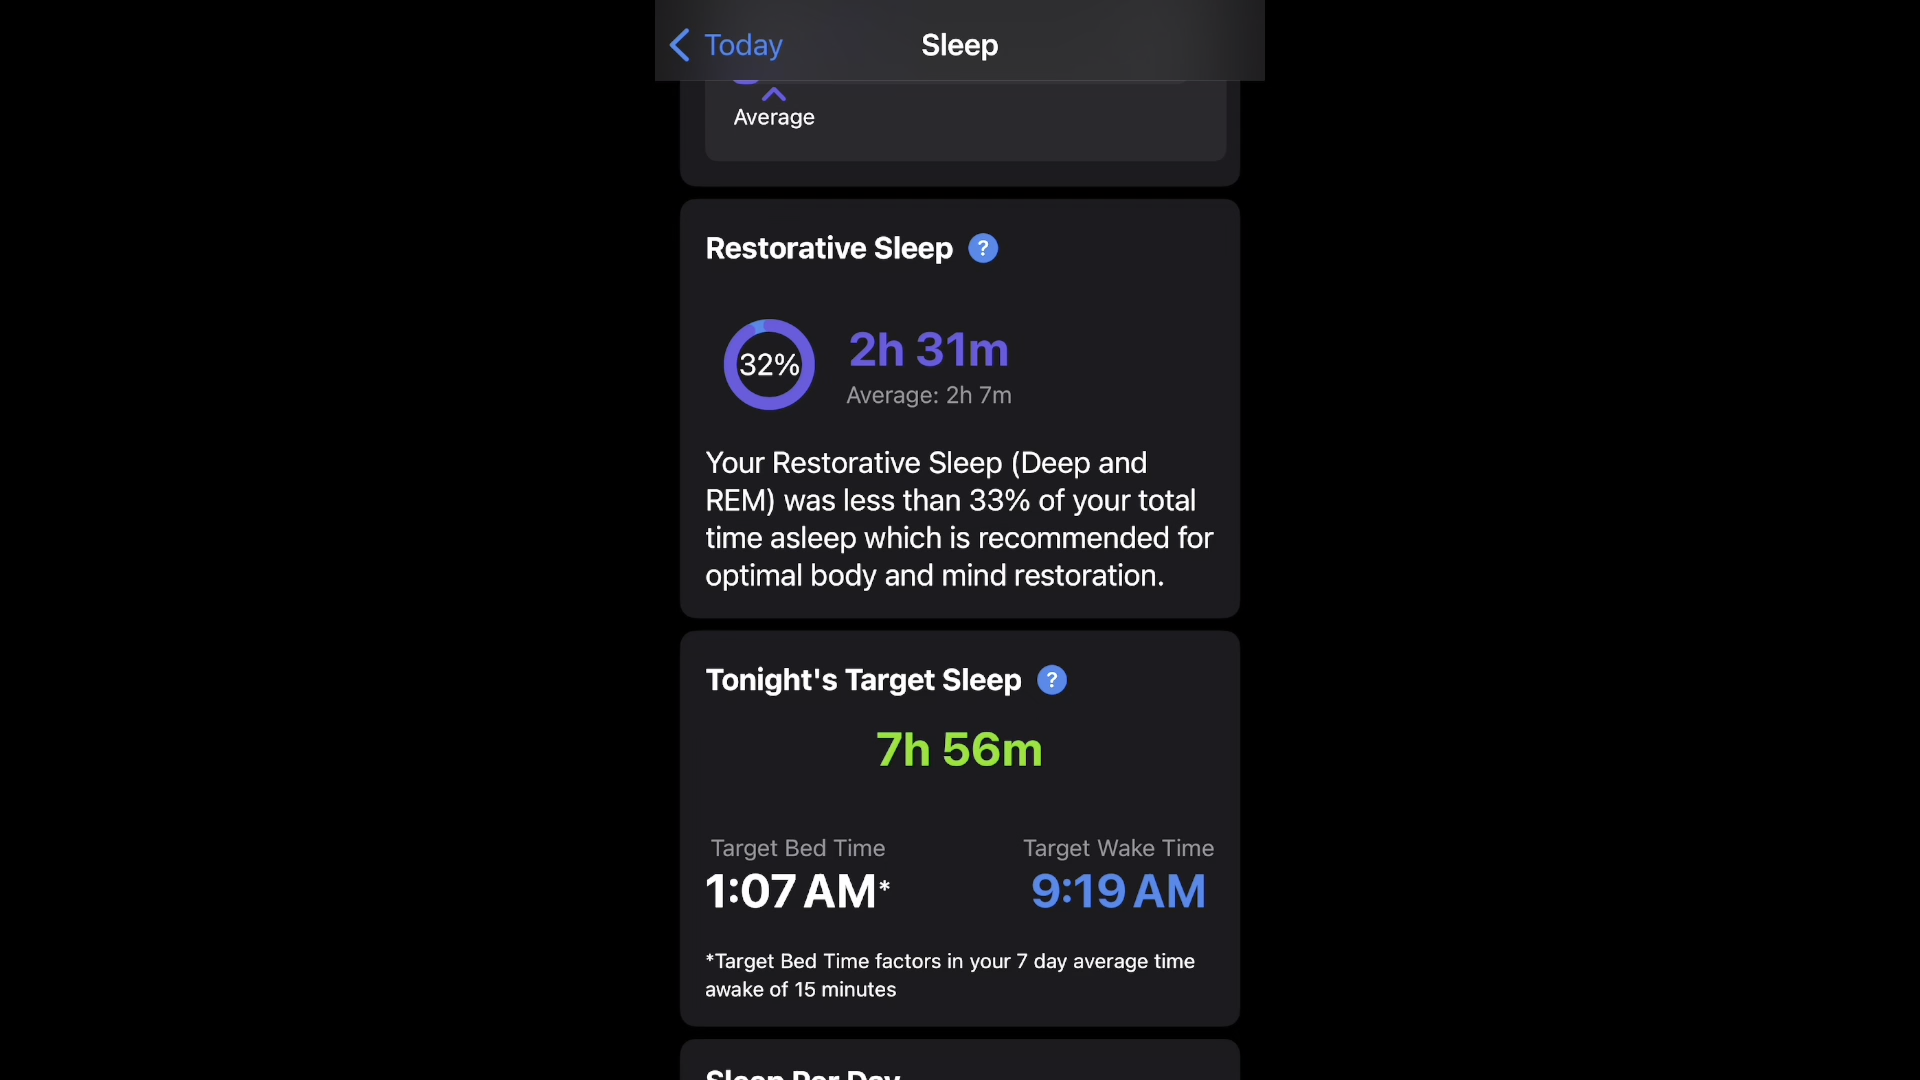 Today
Sleep
Average
Restorative Sleep ?
32%
2h 31m
Average: 2h 7m
Your Restorative Sleep (Deep and
REM) was less than 33% of your total
time asleep which is recommended for
optimal body and mind restoration.
Tonight's Target Sleep ?
7h 56m
Target Bed Time
1:07 AM*
Target Wake Time
9:19 AM
*Target Bed Time factors in your 7 day average time
awake of 15 minutes
Sleep Per Day